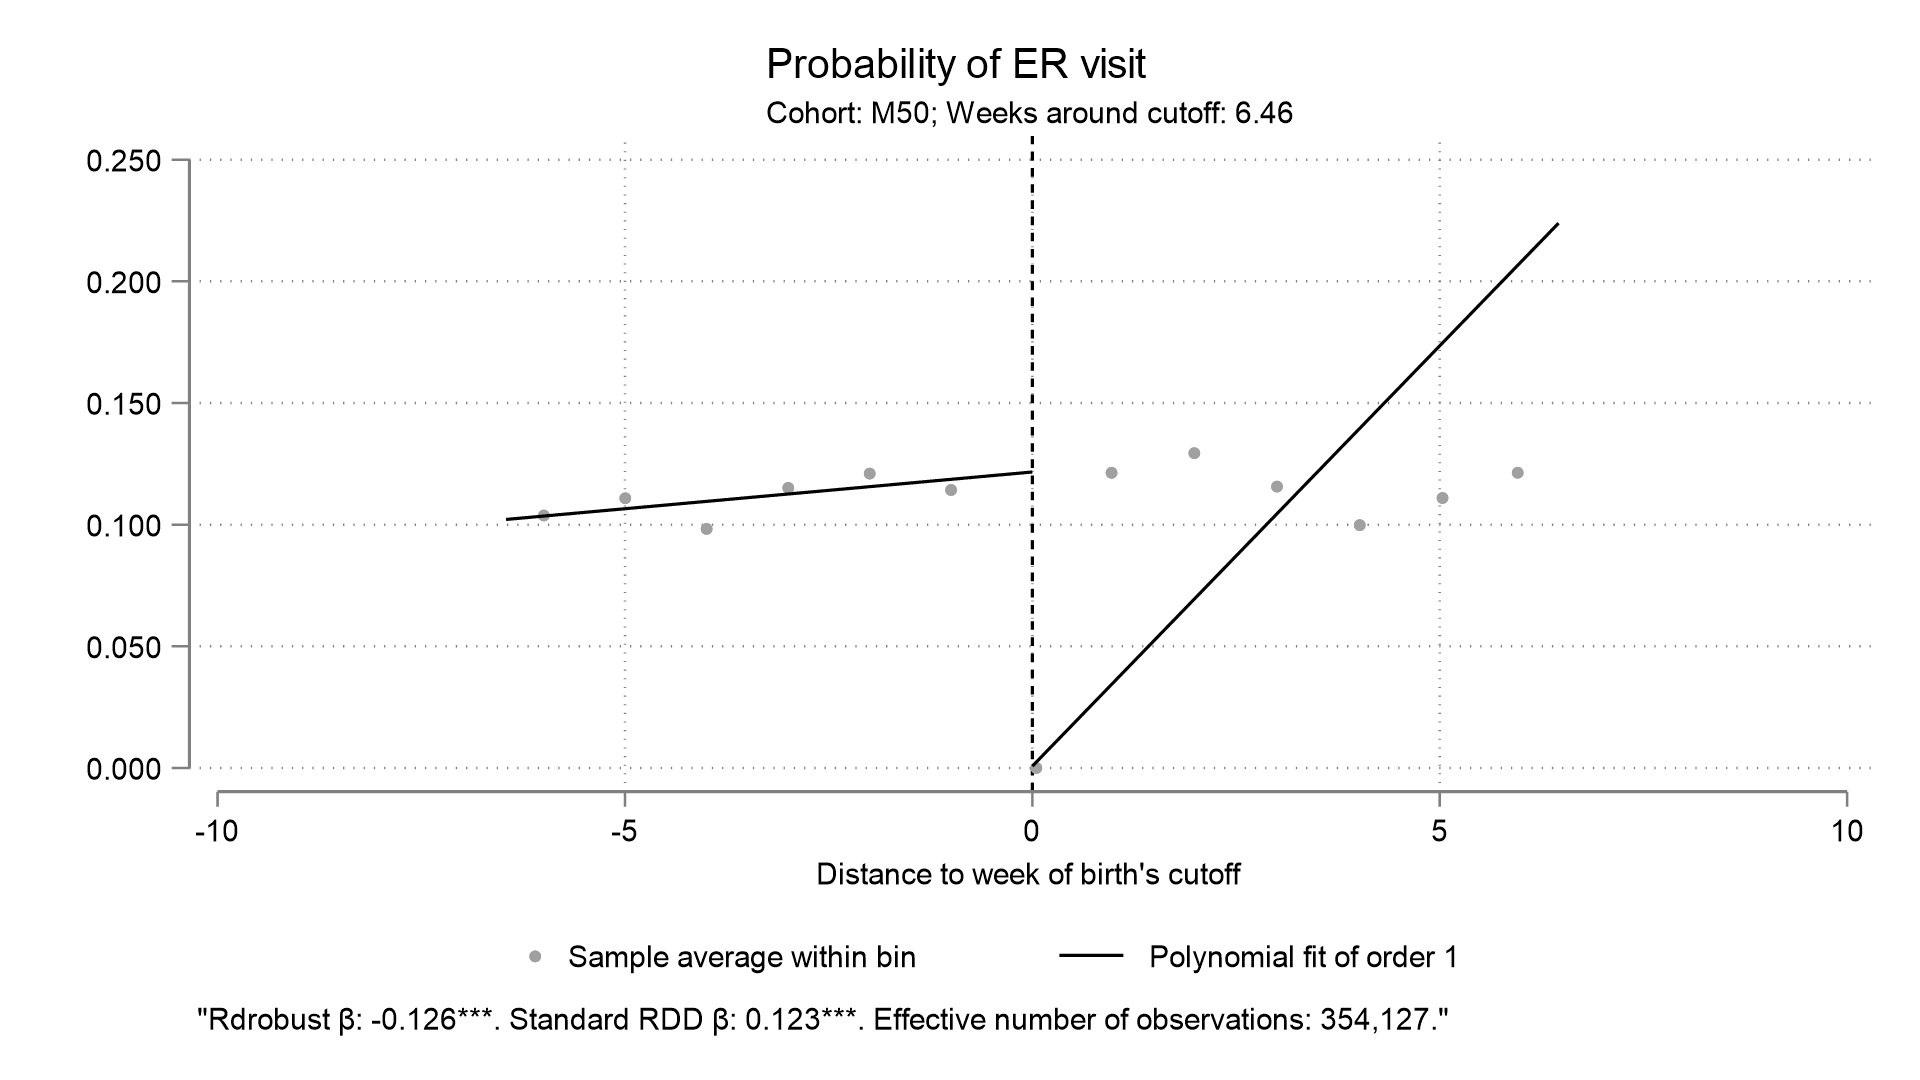 Probability of ER visit
Cohort: M50; Weeks around cutoff: 6.46
0.250
0.200
0.150
0.100
0.050
0.000
-10 -5 0 5 10
Distance to week of birth's cutoff
Sample average within bin Polynomial fit of order 1
"Rdrobust β: -0.126***. Standard RDD β: 0.123***. Effective number of observations: 354,127."